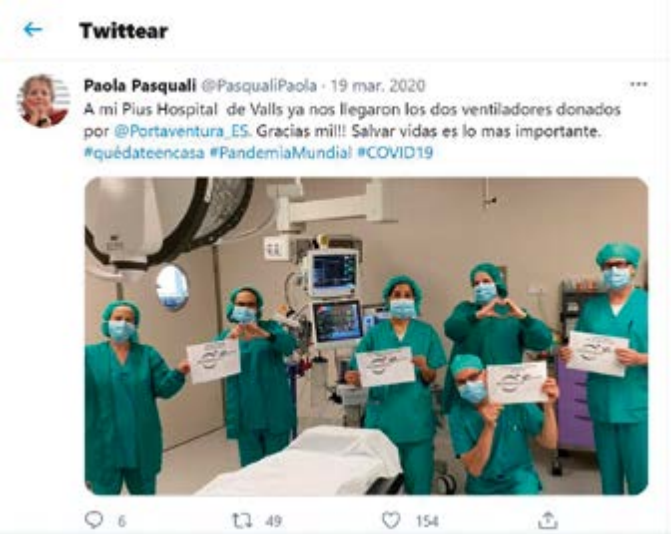 Twittear
Paola Pasquali @PasqualiPaola · 19 mar. 2020
A mi Pius Hospital de Valls ya nos llegaron los dos ventiladores donados
por @Portaventura_ES. Gracias mil!! Salvar vidas es lo mas importante.
#quédateencasa #PandemiaMundial #COVID19
6 49 154